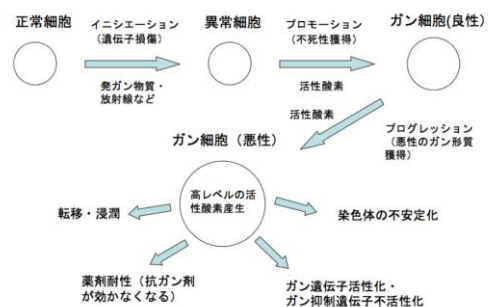 正常細胞
イニシエーション
（遺伝子損傷）
発ガン物質・
放射線など
異常細胞
プロモーション
（不死性獲得）
活性酸素
ガン細胞(良性)
活性酸素
プログレッション
（悪性のガン形質
獲得）
ガン細胞（悪性）
高レベルの活
性酸素産生
転移・浸潤
染色体の不安定化
薬剤耐性（抗ガン剤
が効かなくなる）
ガン遺伝子活性化・
ガン抑制遺伝子不活性化